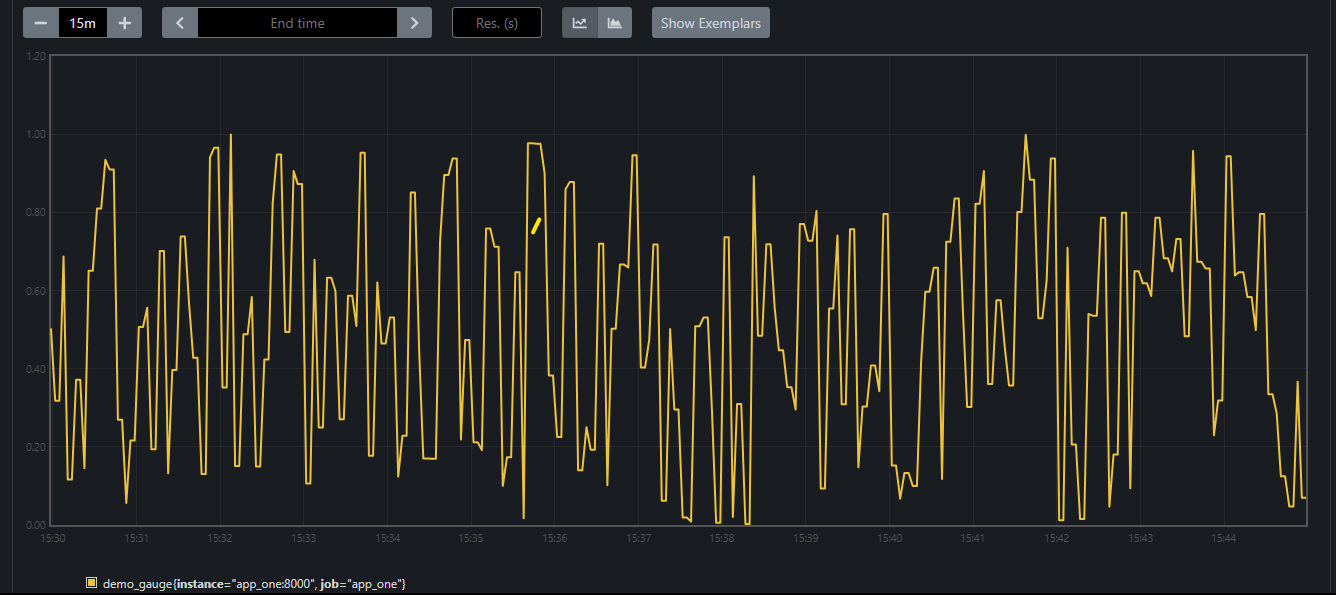 − 15m + End time Res. (s) Show Exemplars
1.20
1.00
0.80
0.60
0.40
0.20
0.00
15:30 15:31 15:32 15:33 15:34 15:35 15:36 15:37 15:38 15:39 15:40 15:41 15:42 15:43 15:44
demo_gauge{instance="app_one:8000", job="app_one"}